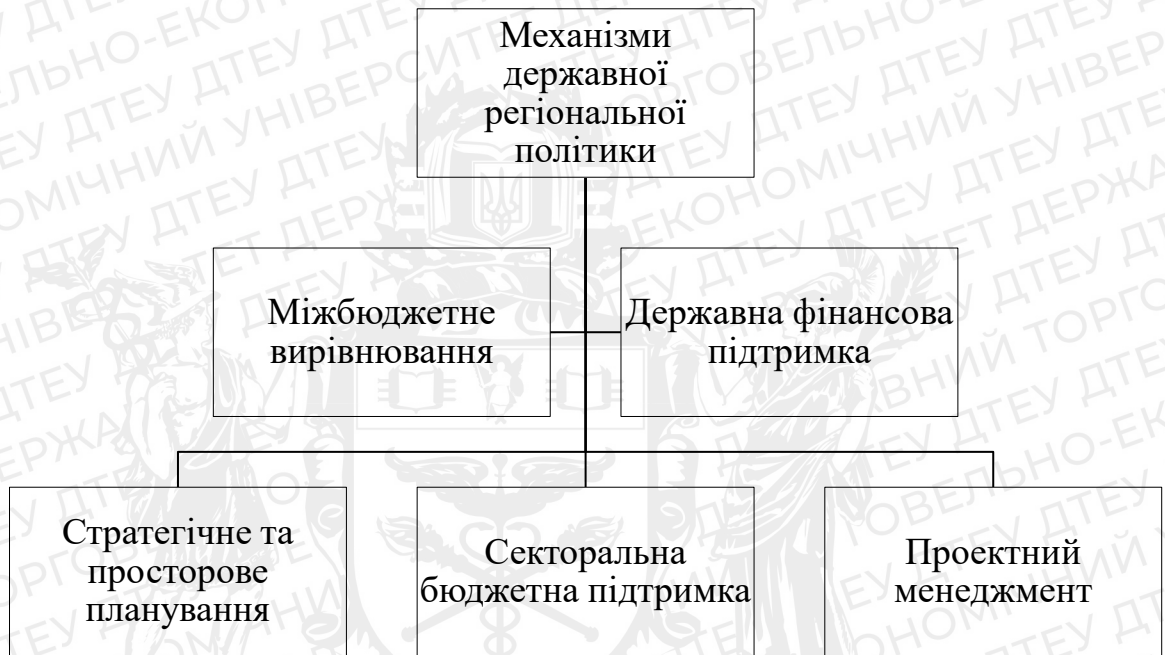 Механізми
державної
регіональної
політики
Міжбюджетне
вирівнювання
Державна фінансова
підтримка
Стратегічне та
просторове
планування
Секторальна
бюджетна підтримка
Проектний
менеджмент